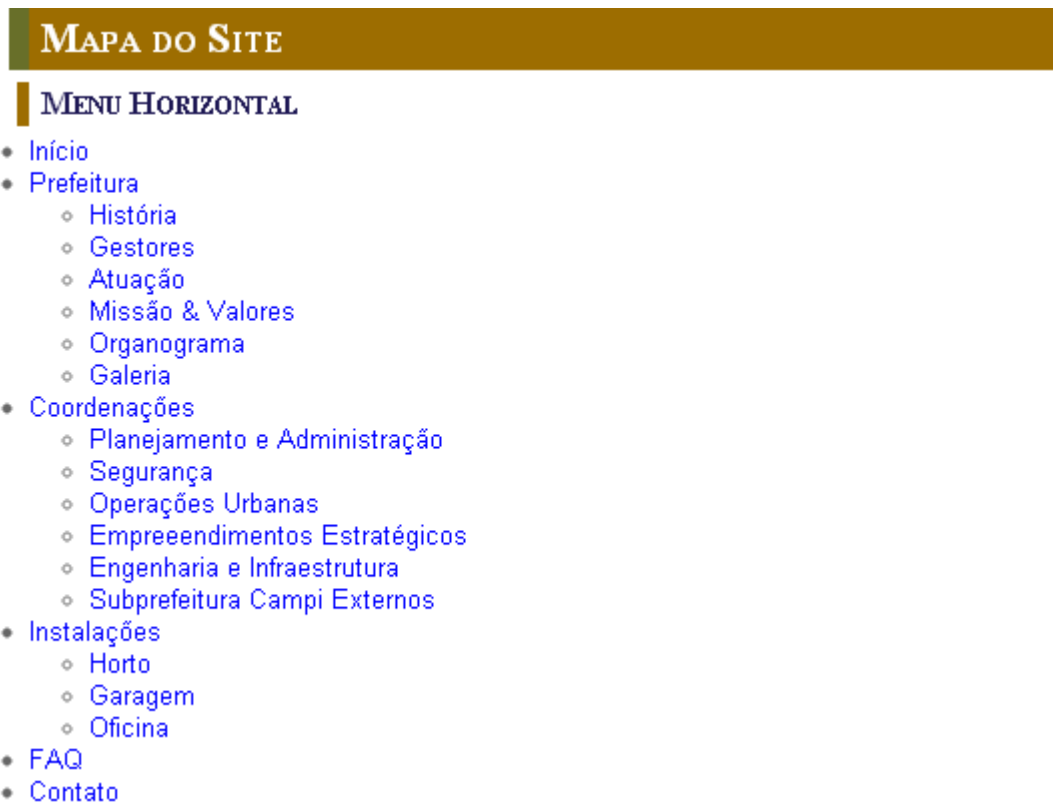 Mapa do Site
Menu Horizontal
Início
Prefeitura
História
Gestores
Atuação
Missão & Valores
Organograma
Galeria
Coordenações
Planejamento e Administração
Segurança
Operações Urbanas
Empreeendimentos Estratégicos
Engenharia e Infraestrutura
Subprefeitura Campi Externos
Instalações
Horto
Garagem
Oficina
FAQ
Contato